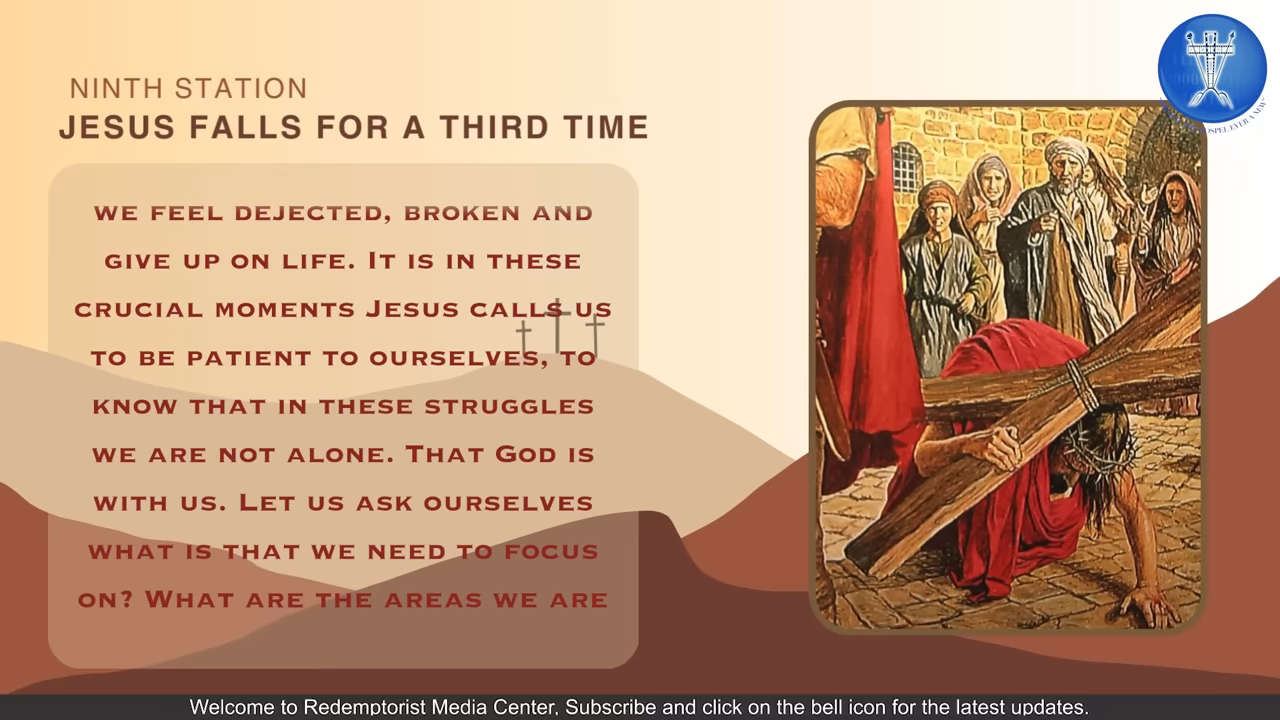 NINTH STATION
JESUS FALLS FOR A THIRD TIME
WE FEEL DEJECTED, BROKEN AND
GIVE UP ON LIFE. IT IS IN THESE
CRUCIAL MOMENTS JESUS CALLS US
TO BE PATIENT TO OURSELVES, TO
KNOW THAT IN THESE STRUGGLES
WE ARE NOT ALONE. THAT GOD IS
WITH US. LET US ASK OURSELVES
WHAT IS THAT WE NEED TO FOCUS
ON? WHAT ARE THE AREAS WE ARE
Welcome to Redemptorist Media Center, Subscribe and click on the bell icon for the latest updates.